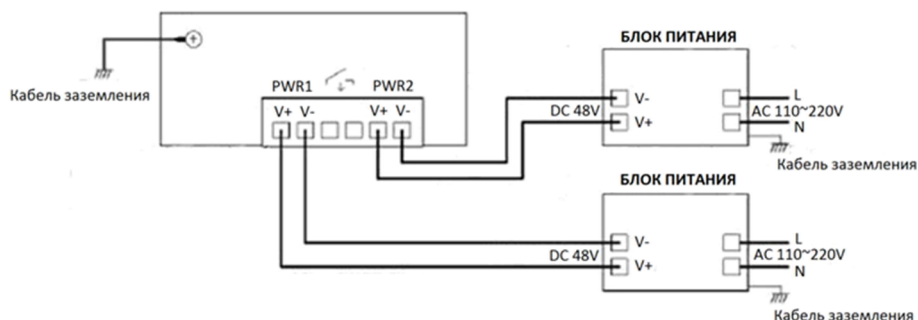 БЛОК ПИТАНИЯ
Кабель заземления
PWR1 PWR2
V+ V- V+ V-
V-
V+
DC 48V
L
AC 110~220V
N
Кабель заземления
БЛОК ПИТАНИЯ
V-
V+
DC 48V
L
AC 110~220V
N
Кабель заземления